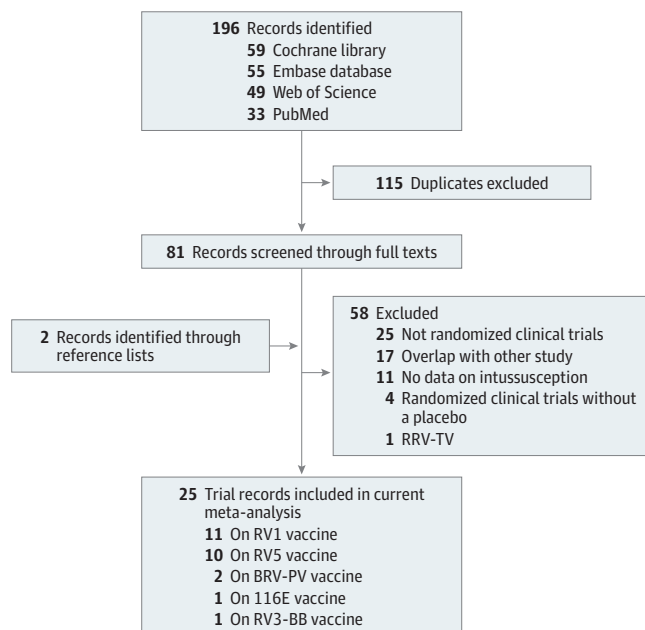 196 Records identified
59 Cochrane library
55 Embase database
49 Web of Science
33 PubMed
115 Duplicates excluded
81 Records screened through full texts
2 Records identified through
reference lists
58 Excluded
25 Not randomized clinical trials
17 Overlap with other study
11 No data on intussusception
4 Randomized clinical trials without
a placebo
1 RRV-TV
25 Trial records included in current
meta-analysis
11 On RV1 vaccine
10 On RV5 vaccine
2 On BRV-PV vaccine
1 On 116E vaccine
1 On RV3-BB vaccine